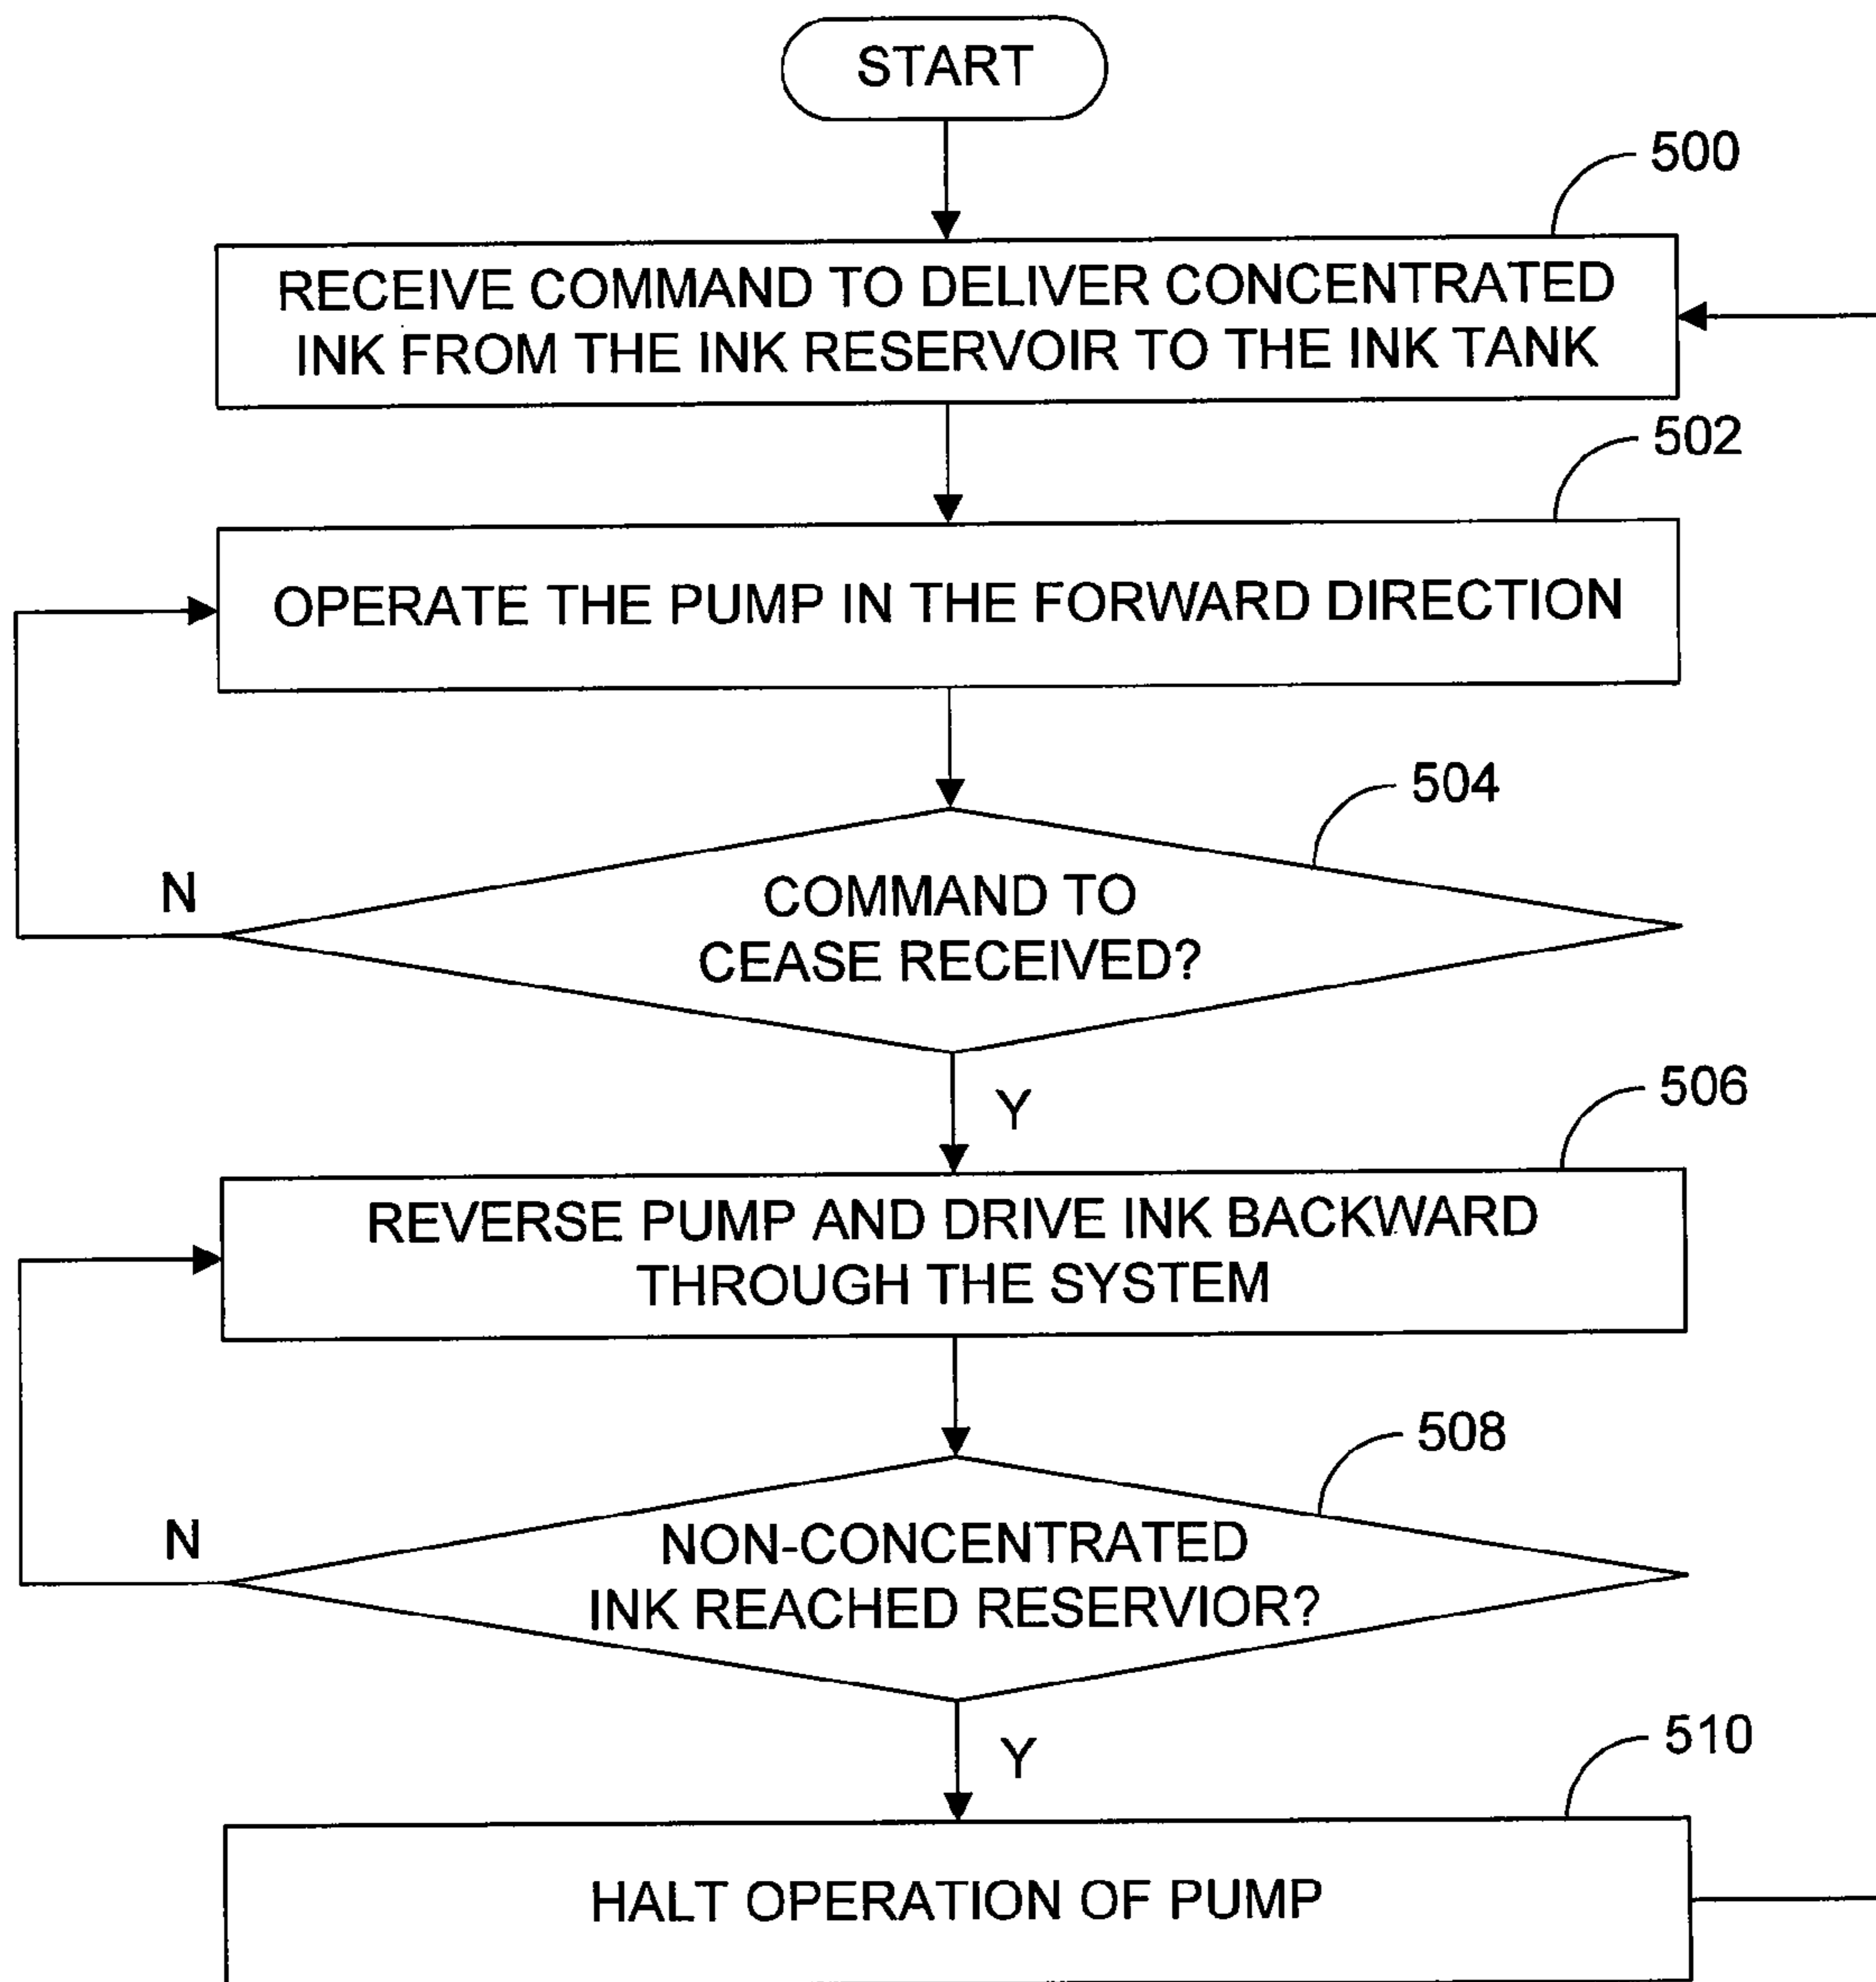 START
500
RECEIVE COMMAND TO DELIVER CONCENTRATED
INK FROM THE INK RESERVOIR TO THE INK TANK
502
OPERATE THE PUMP IN THE FORWARD DIRECTION
504
COMMAND TO
CEASE RECEIVED?
N
Y
506
REVERSE PUMP AND DRIVE INK BACKWARD
THROUGH THE SYSTEM
508
NON-CONCENTRATED
INK REACHED RESERVIOR?
N
Y
510
HALT OPERATION OF PUMP